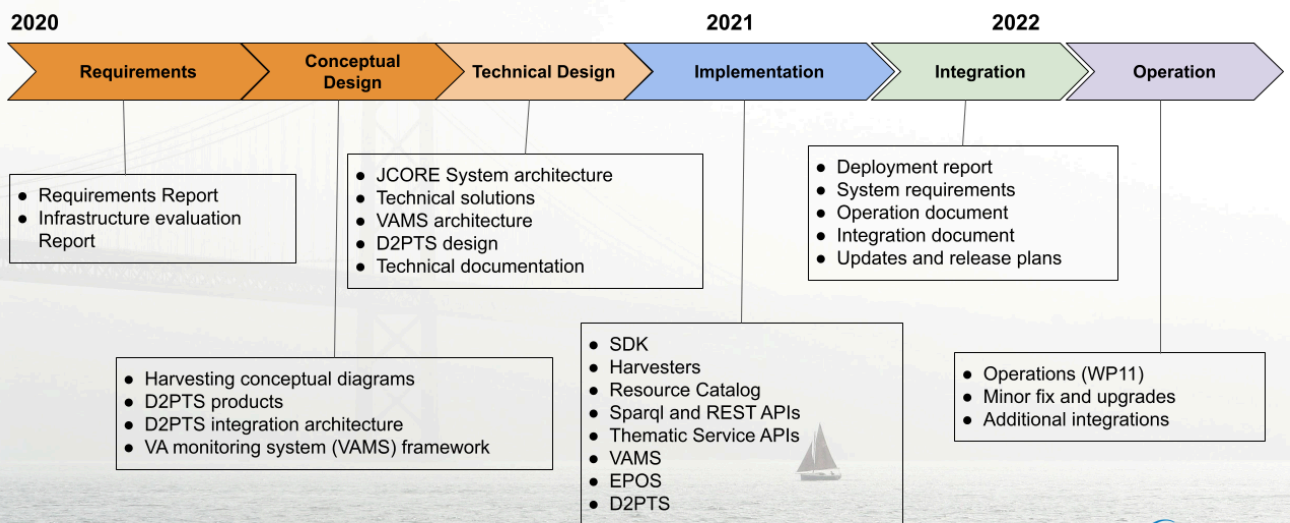 2020
2021
2022
Requirements
Conceptual
Design
Technical Design
Implementation
Integration
Operation
● Requirements Report
● Infrastructure evaluation
Report
● JCORE System architecture
● Technical solutions
● VAMS architecture
● D2PTS design
● Technical documentation
● Deployment report
● System requirements
● Operation document
● Integration document
● Updates and release plans
● Harvesting conceptual diagrams
● D2PTS products
● D2PTS integration architecture
● VA monitoring system (VAMS) framework
● SDK
● Harvesters
● Resource Catalog
● Sparql and REST APIs
● Thematic Service APIs
● VAMS
● EPOS
● D2PTS
● Operations (WP11)
● Minor fix and upgrades
● Additional integrations